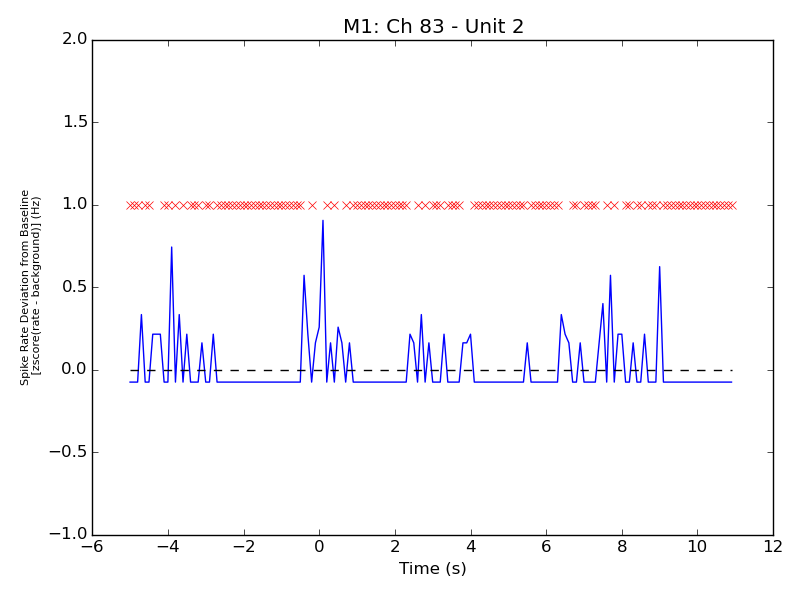 M1: Ch 83 - Unit 2
2.0
1.5
1.0
0.5
0.0
−0.5
−1.0
Spike Rate Deviation from Baseline
[zscore(rate - background)] (Hz)
−6 −4 −2 0 2 4 6 8 10 12
Time (s)